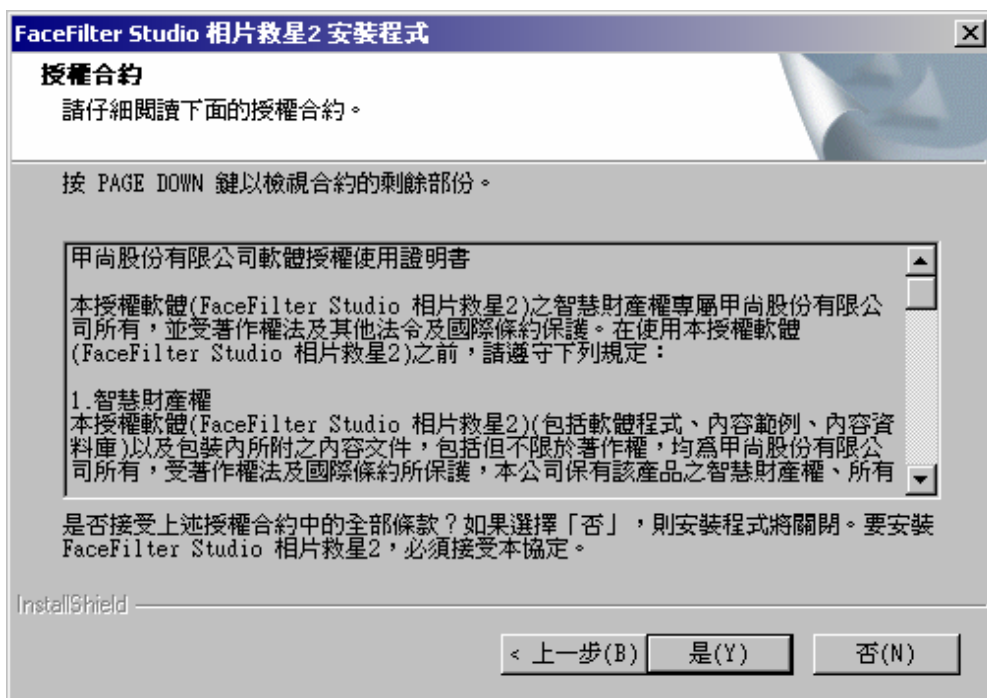 FaceFilter Studio 相片救星2 安裝程式
授權合約
請仔細閱讀下面的授權合約。
按 PAGE DOWN 鍵以檢視合約的剩餘部份。
甲尚股份有限公司軟體授權使用證明書
本授權軟體(FaceFilter Studio 相片救星2)之智慧財產權專屬甲尚股份有限公
司所有，並受著作權法及其他法令及國際條約保護。在使用本授權軟體
(FaceFilter Studio 相片救星2)之前，請遵守下列規定：
1.智慧財產權
本授權軟體(FaceFilter Studio 相片救星2)(包括軟體程式、內容範例、內容資
料庫)以及包裝內所附之內容文件，包括但不限於著作權，均為甲尚股份有限公
司所有，受著作權法及國際條約所保護，本公司保有該產品之智慧財產權、所有
是否接受上述授權合約中的全部條款？如果選擇「否」，則安裝程式將關閉。要安裝
FaceFilter Studio 相片救星2，必須接受本協定。
InstallShield
< 上一步(B) 是(Y) 否(N)